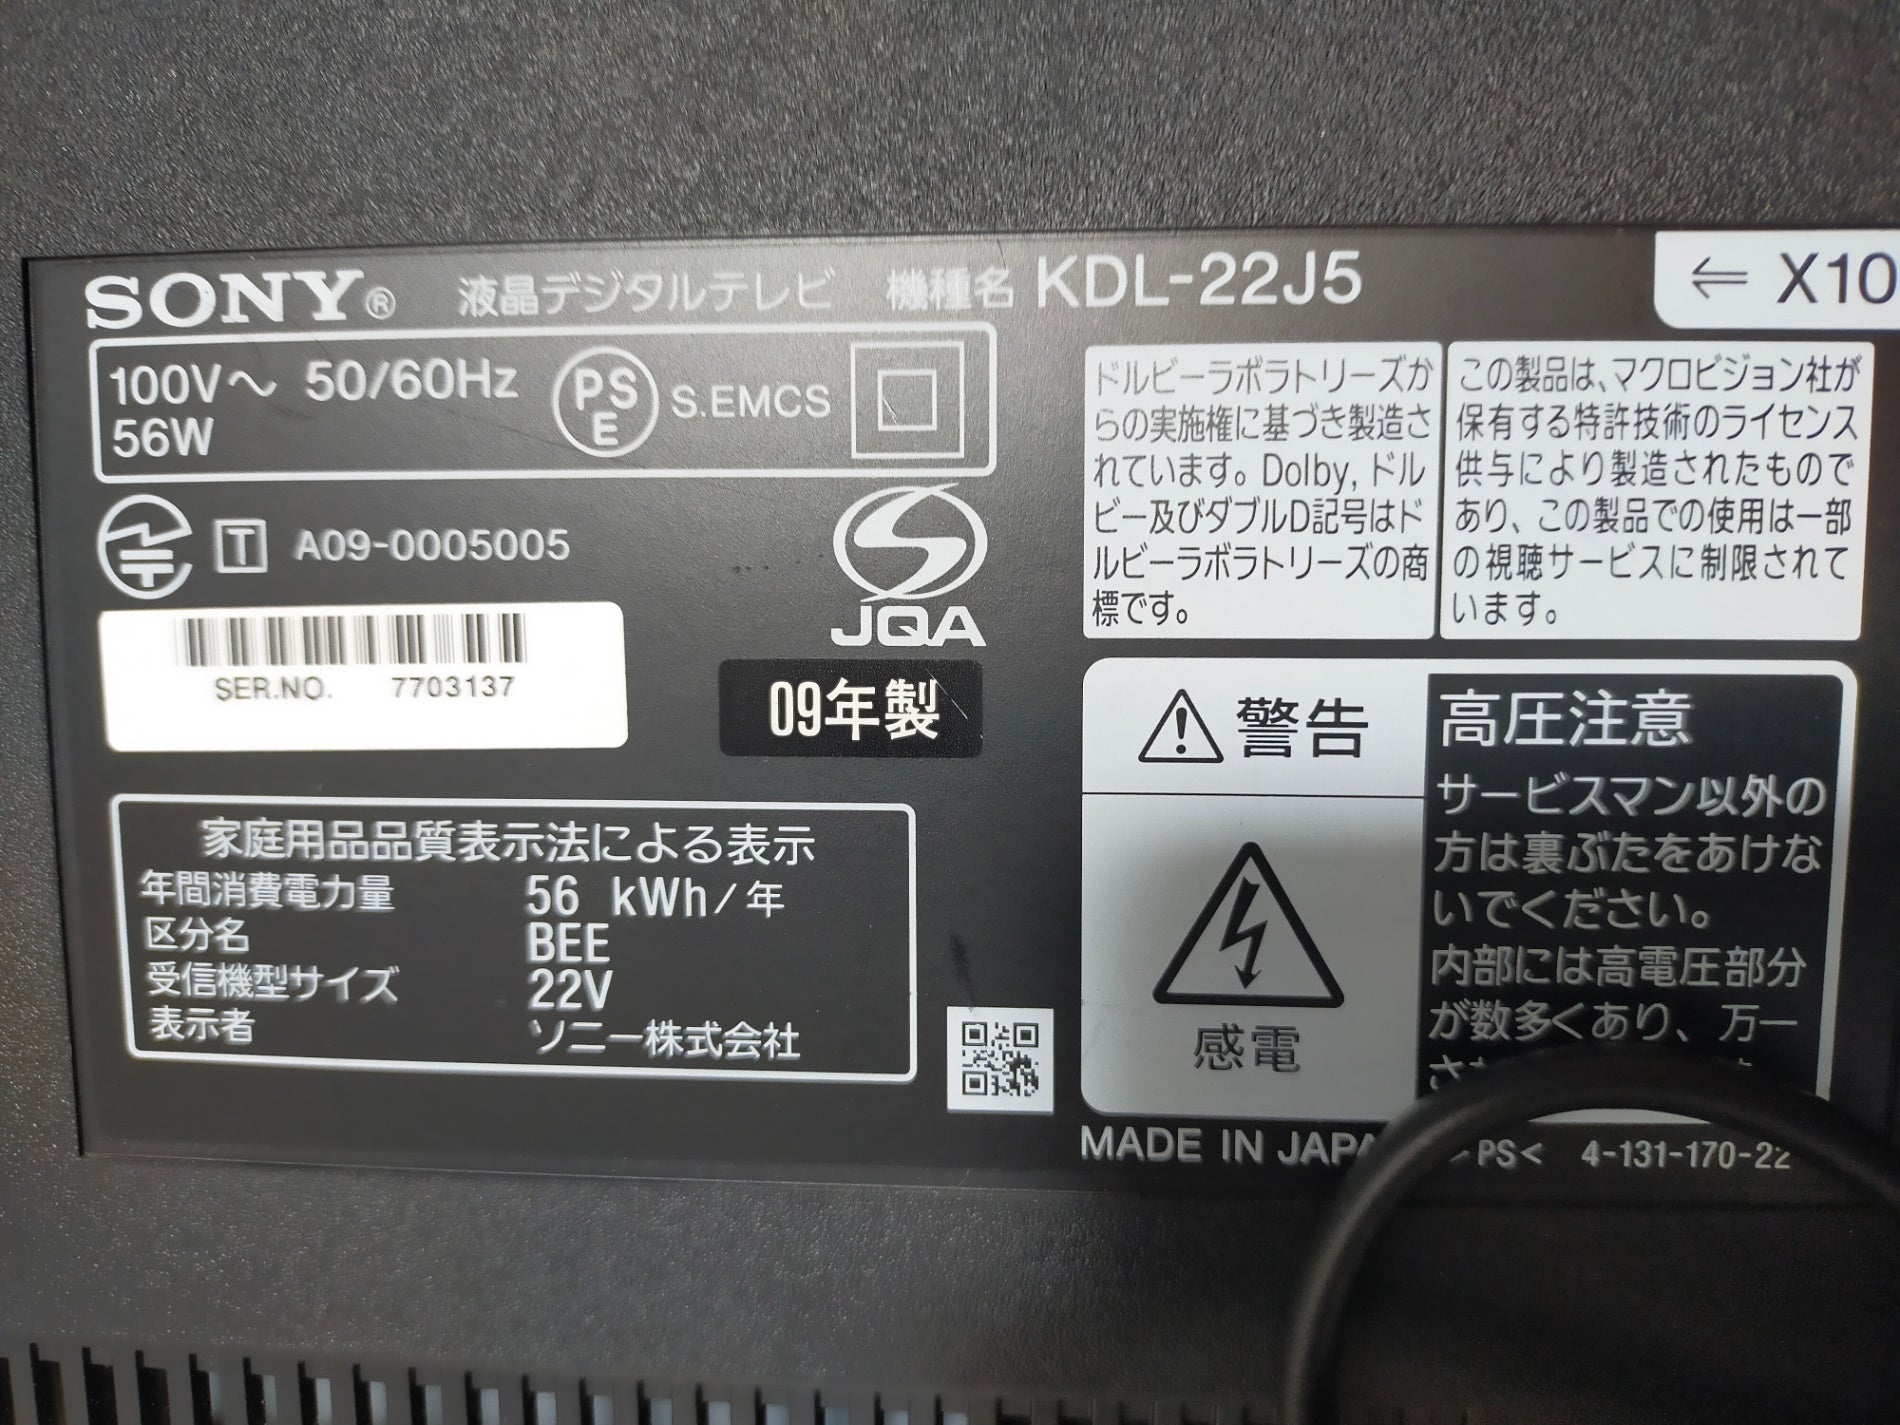 SONY® 液晶デジタルテレビ 機種名 KDL-22J5
⇐ X10
100V～ 50/60Hz
56W
PSE
S.EMCS
T A09-0005005
JQA
SER.NO. 7703137
09年製
家庭用品品質表示法による表示
年間消費電力量 56 kWh/年
区分名 BEE
受信機型サイズ 22V
表示者 ソニー株式会社
ドルビーラボラトリーズか
らの実施権に基づき製造さ
れています。Dolby, ドル
ビー及びダブルD記号はド
ルビーラボラトリーズの商
標です。
この製品は、マクロビジョン社が
保有する特許技術のライセンス
供与により製造されたもので
あり、この製品での使用は一部
の視聴サービスに制限されて
います。
警告
感電
高圧注意
サービスマン以外の
方は裏ぶたをあけな
いでください。
内部には高電圧部分
が数多くあり、万一
MADE IN JAPA
PS< 4-131-170-22